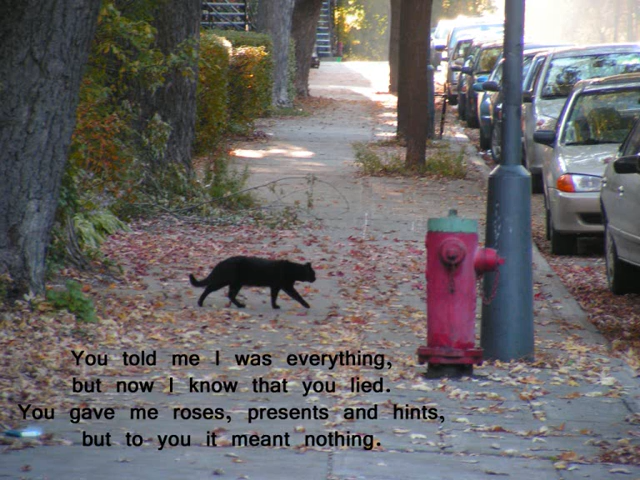 You told me I was everything,
but now I know that you lied.
You gave me roses, presents and hints,
but to you it meant nothing.